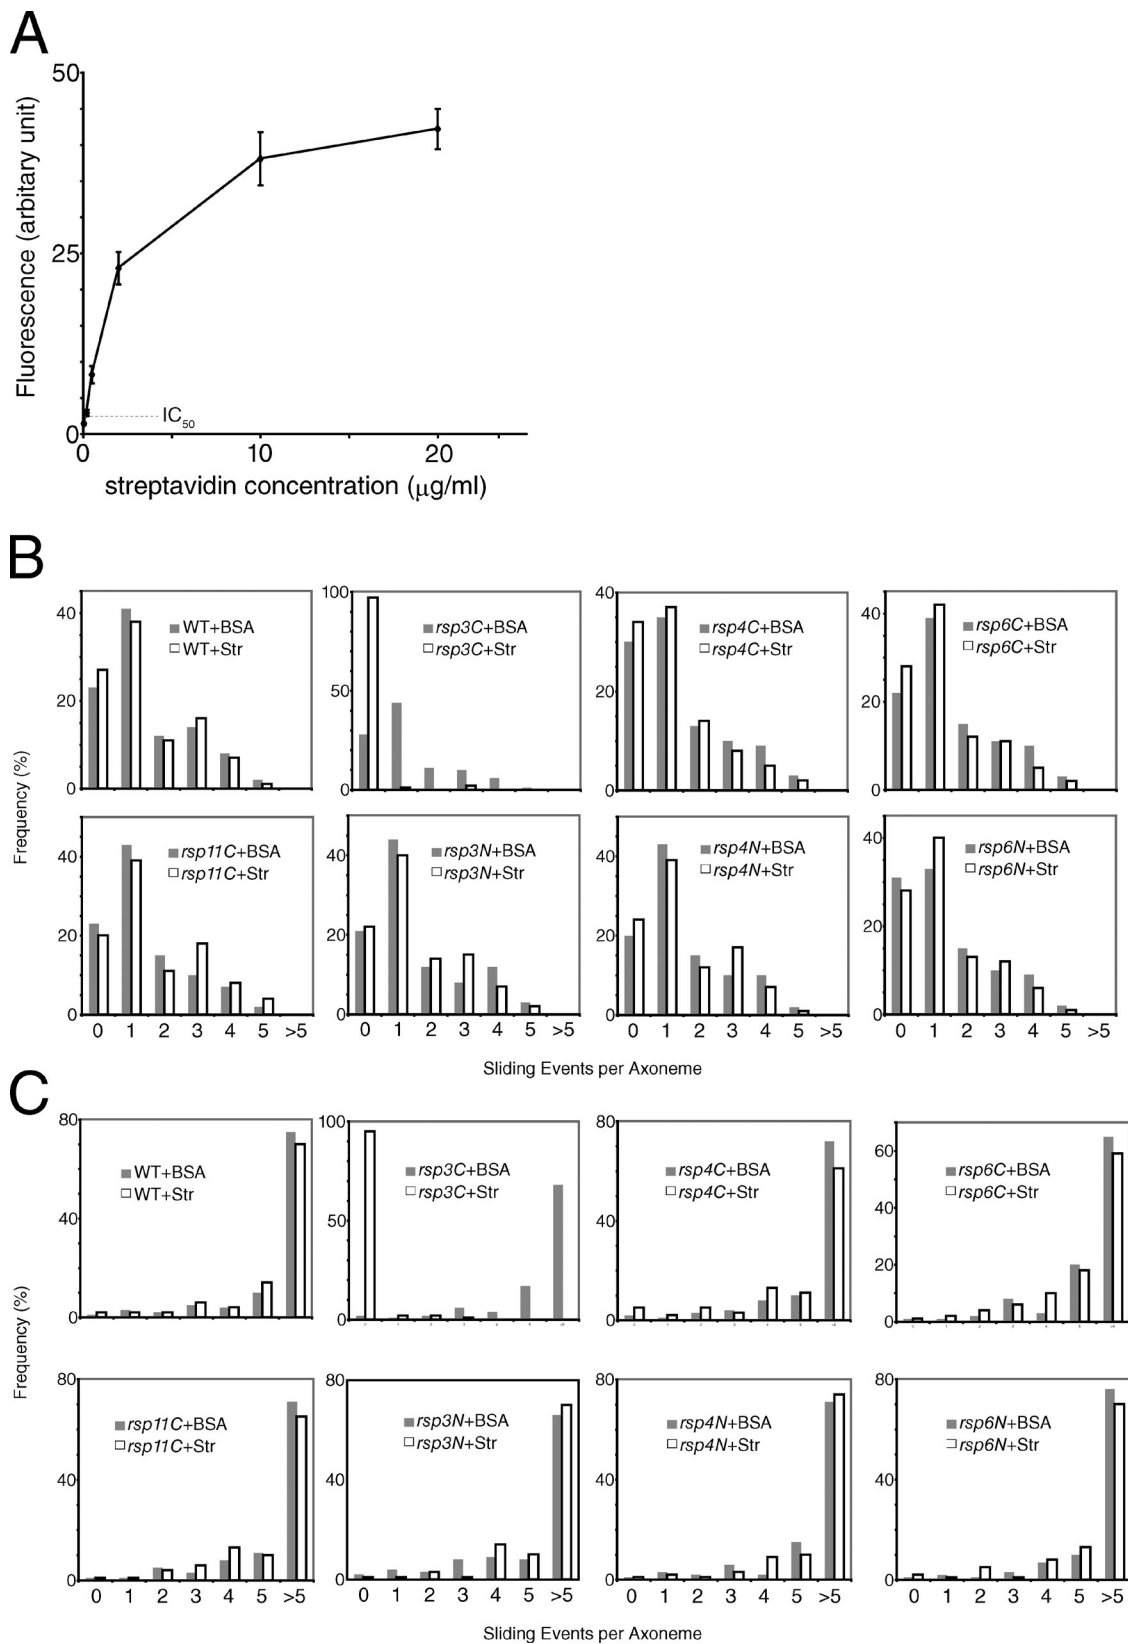 A
50
25
0
Fluorescence (arbitary unit)
IC50
0 10 20
streptavidin concentration (μg/ml)
B
Frequency (%)
40
20
0
WT+BSA
WT+Str
100
50
0
rsp3C+BSA
rsp3C+Str
40
20
0
rsp4C+BSA
rsp4C+Str
40
20
0
rsp6C+BSA
rsp6C+Str
40
20
0
rsp11C+BSA
rsp11C+Str
0 1 2 3 4 5 >5
40
20
0
rsp3N+BSA
rsp3N+Str
0 1 2 3 4 5 >5
40
20
0
rsp4N+BSA
rsp4N+Str
0 1 2 3 4 5 >5
40
20
0
rsp6N+BSA
rsp6N+Str
0 1 2 3 4 5 >5
Sliding Events per Axoneme
C
Frequency (%)
80
40
0
WT+BSA
WT+Str
100
50
0
rsp3C+BSA
rsp3C+Str
80
40
0
rsp4C+BSA
rsp4C+Str
60
40
20
0
rsp6C+BSA
rsp6C+Str
80
40
0
rsp11C+BSA
rsp11C+Str
0 1 2 3 4 5 >5
80
40
0
rsp3N+BSA
rsp3N+Str
0 1 2 3 4 5 >5
80
40
0
rsp4N+BSA
rsp4N+Str
0 1 2 3 4 5 >5
80
40
0
rsp6N+BSA
rsp6N+Str
0 1 2 3 4 5 >5
Sliding Events per Axoneme